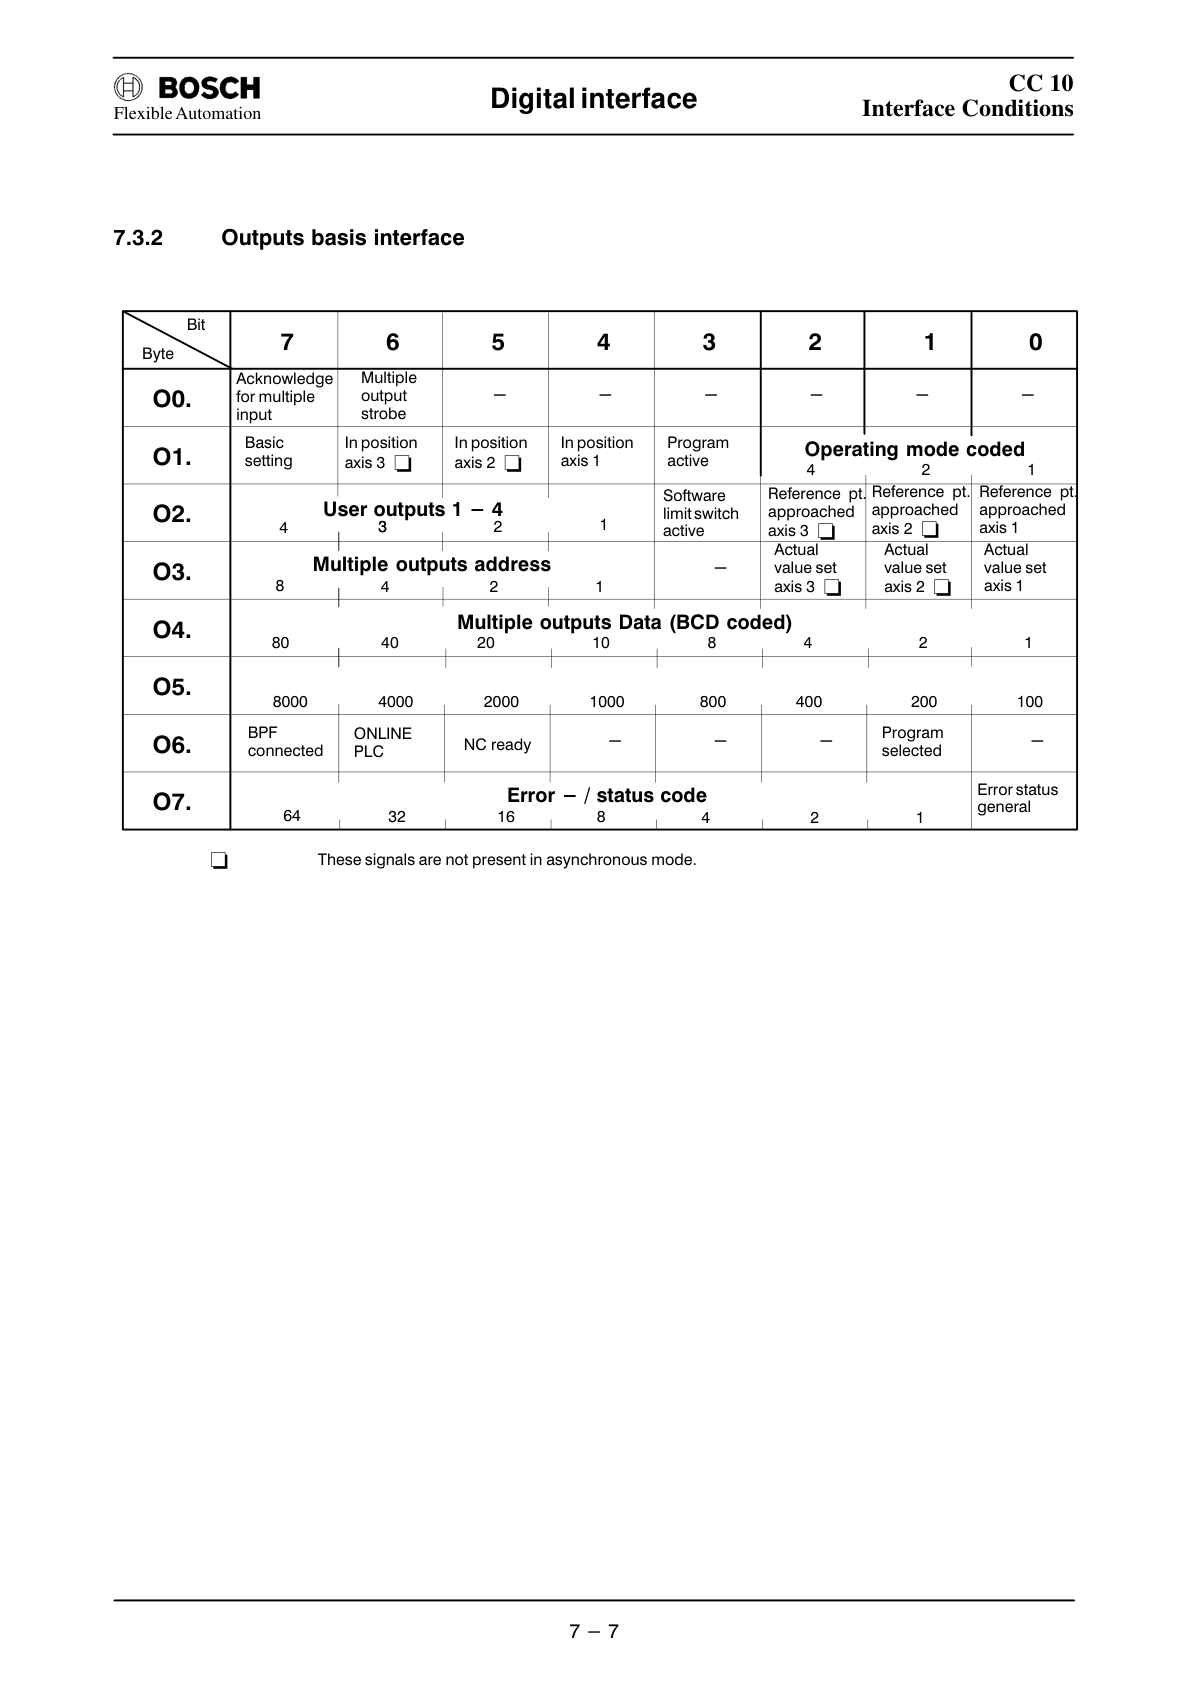 BOSCH
Flexible Automation
Digital interface
CC 10
Interface Conditions
7.3.2 Outputs basis interface
Bit
Byte
7 6 5 4 3 2 1 0
O0. Acknowledge for multiple input Multiple output strobe – – – – – –
O1. Basic setting In position axis 3 ❏ In position axis 2 ❏ In position axis 1 Program active Operating mode coded 4 2 1
O2. User outputs 1 – 4 4 3 2 1 Software limit switch active Reference pt. approached axis 3 ❏ Reference pt. approached axis 2 ❏ Reference pt. approached axis 1
O3. Multiple outputs address 8 4 2 1 – Actual value set axis 3 ❏ Actual value set axis 2 ❏ Actual value set axis 1
O4. Multiple outputs Data (BCD coded) 80 40 20 10 8 4 2 1
O5. 8000 4000 2000 1000 800 400 200 100
O6. BPF connected ONLINE PLC NC ready – – – Program selected –
O7. Error – / status code 64 32 16 8 4 2 1 Error status general
❏ These signals are not present in asynchronous mode.
7 – 7